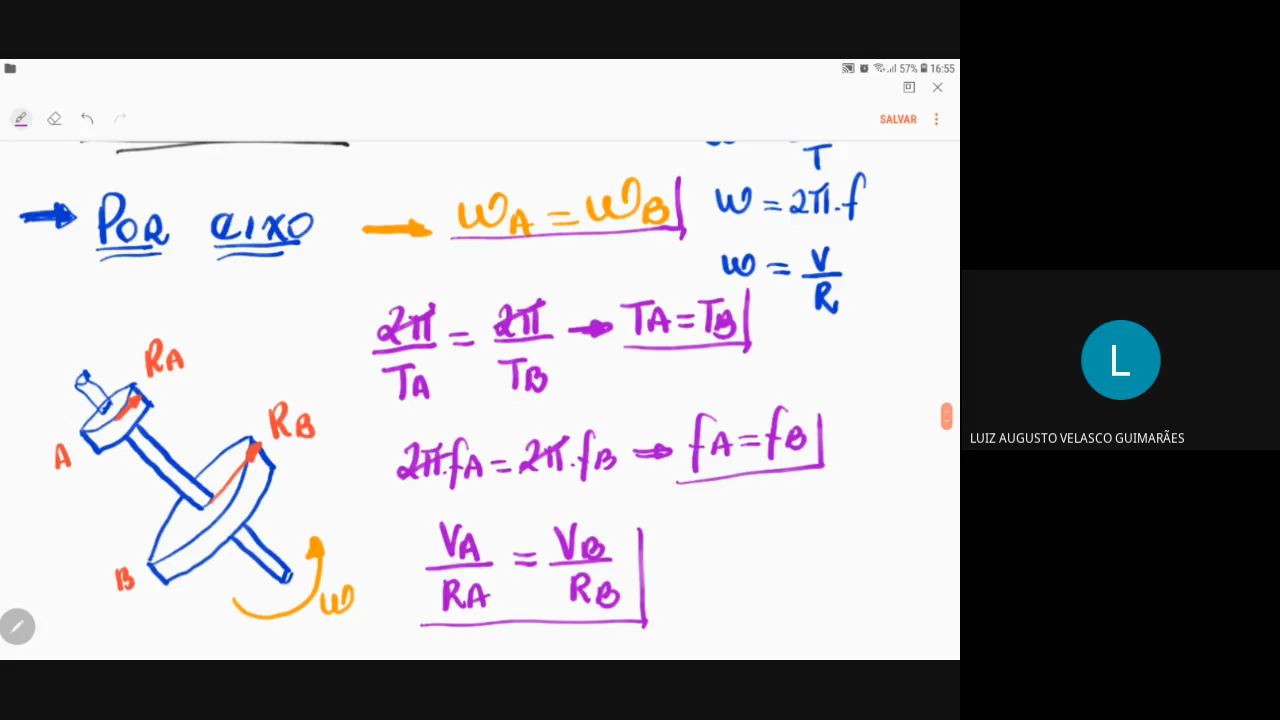 57% 16:55
SALVAR
T
→ POR EIXO → ωA = ωB
ω = 2π.f
ω = V/R
2π/TA = 2π/TB → TA = TB
RA
RB
A
2π.fA = 2π.fB → fA = fB
VA/RA = VB/RB
B
ω
L
LUIZ AUGUSTO VELASCO GUIMARÃES